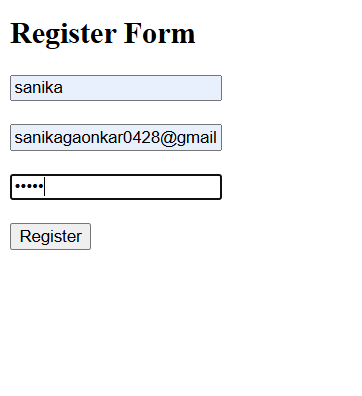 Register Form
sanika
sanikagaonkar0428@gmail
•••••
Register